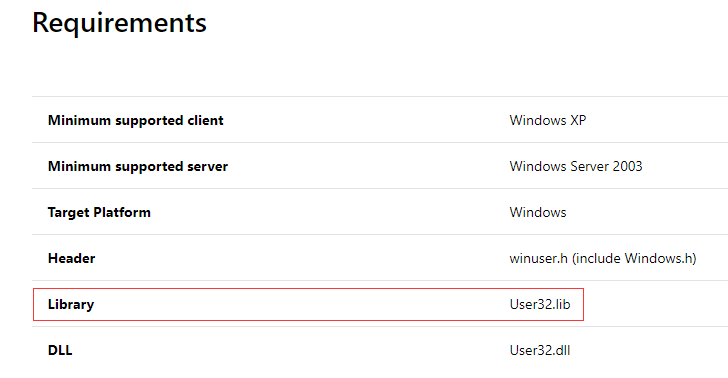 Requirements
Minimum supported client Windows XP
Minimum supported server Windows Server 2003
Target Platform Windows
Header winuser.h (include Windows.h)
Library User32.lib
DLL User32.dll